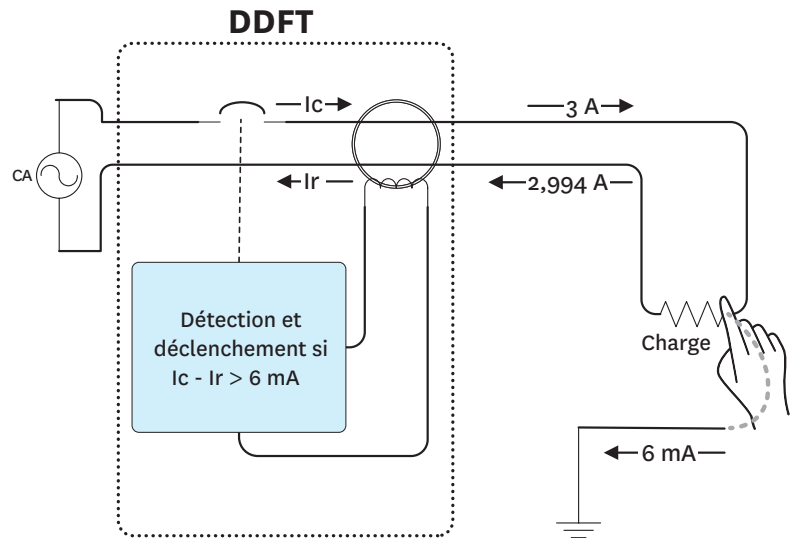 DDFT
Ic
3 A
CA
Ir
2,994 A
Détection et
déclenchement si
Ic - Ir > 6 mA
Charge
6 mA